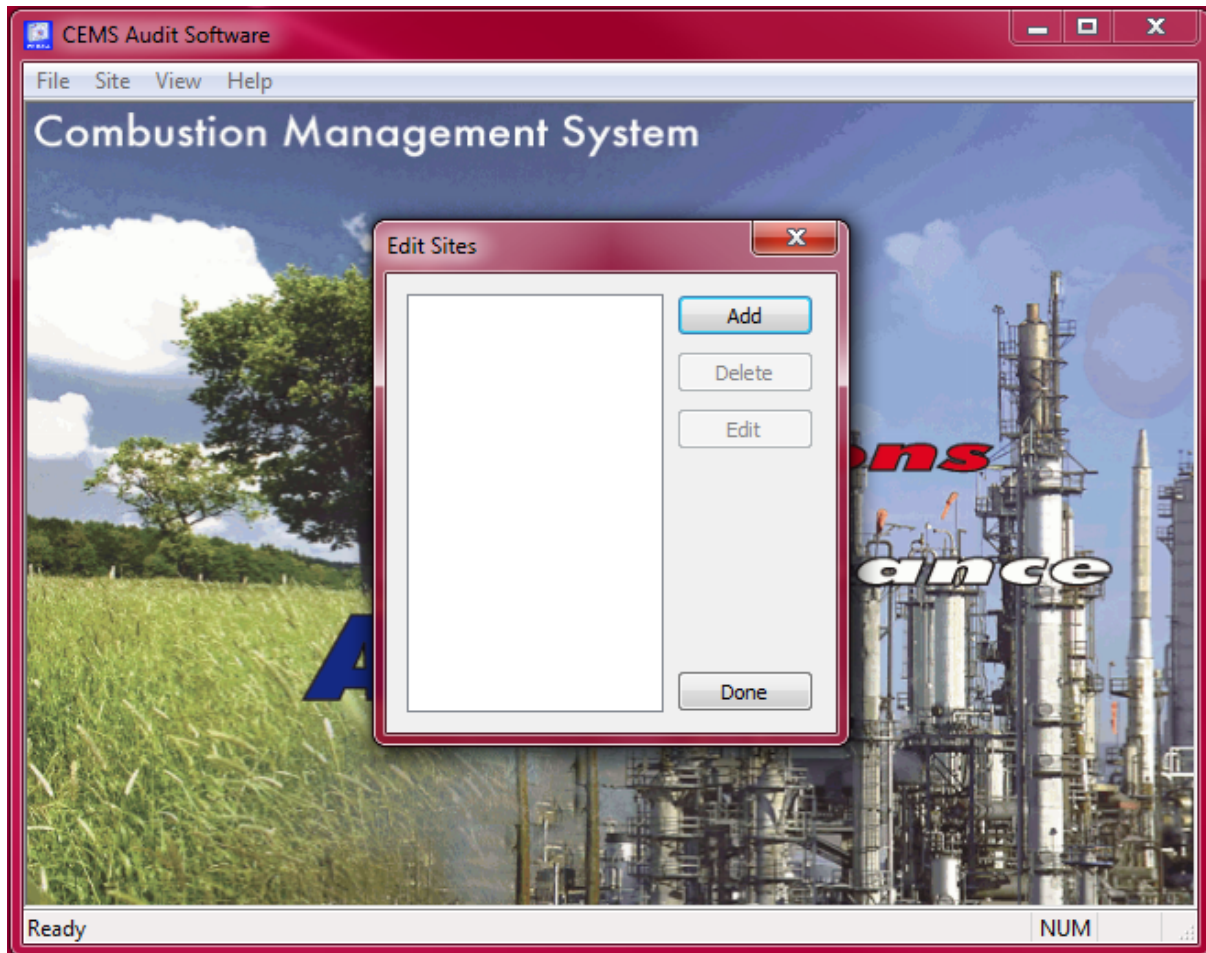 CEMS Audit Software
File Site View Help
Combustion Management System
Edit Sites
Add
Delete
Edit
Done
Ready
NUM